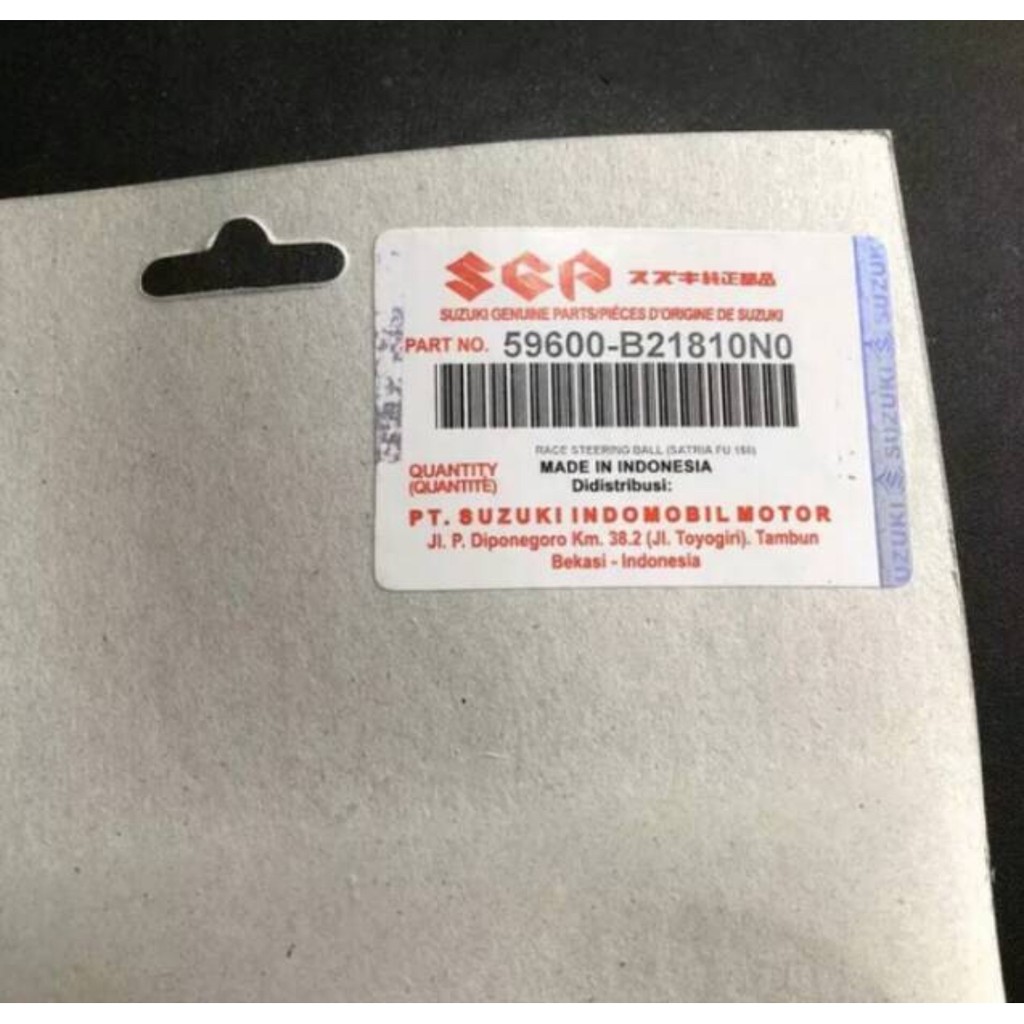 SGP スズキ純正部品
SUZUKI GENUINE PARTS/PIÉCES D'ORIGINE DE SUZUKI
PART NO. 59600-B21810N0
RACE STEERING BALL (SATRIA FU 150)
QUANTITY
(QUANTITÉ)
MADE IN INDONESIA
Didistribusi:
PT. SUZUKI INDOMOBIL MOTOR
Jl. P. Diponegoro Km. 38.2 (Jl. Toyogiri). Tambun
Bekasi - Indonesia
UZUKI SUZUKI SUZUKI